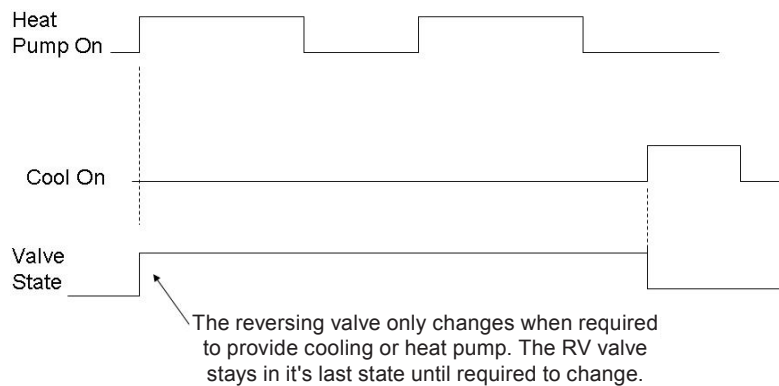 Heat
Pump On
Cool On
Valve
State
The reversing valve only changes when required
to provide cooling or heat pump. The RV valve
stays in it's last state until required to change.